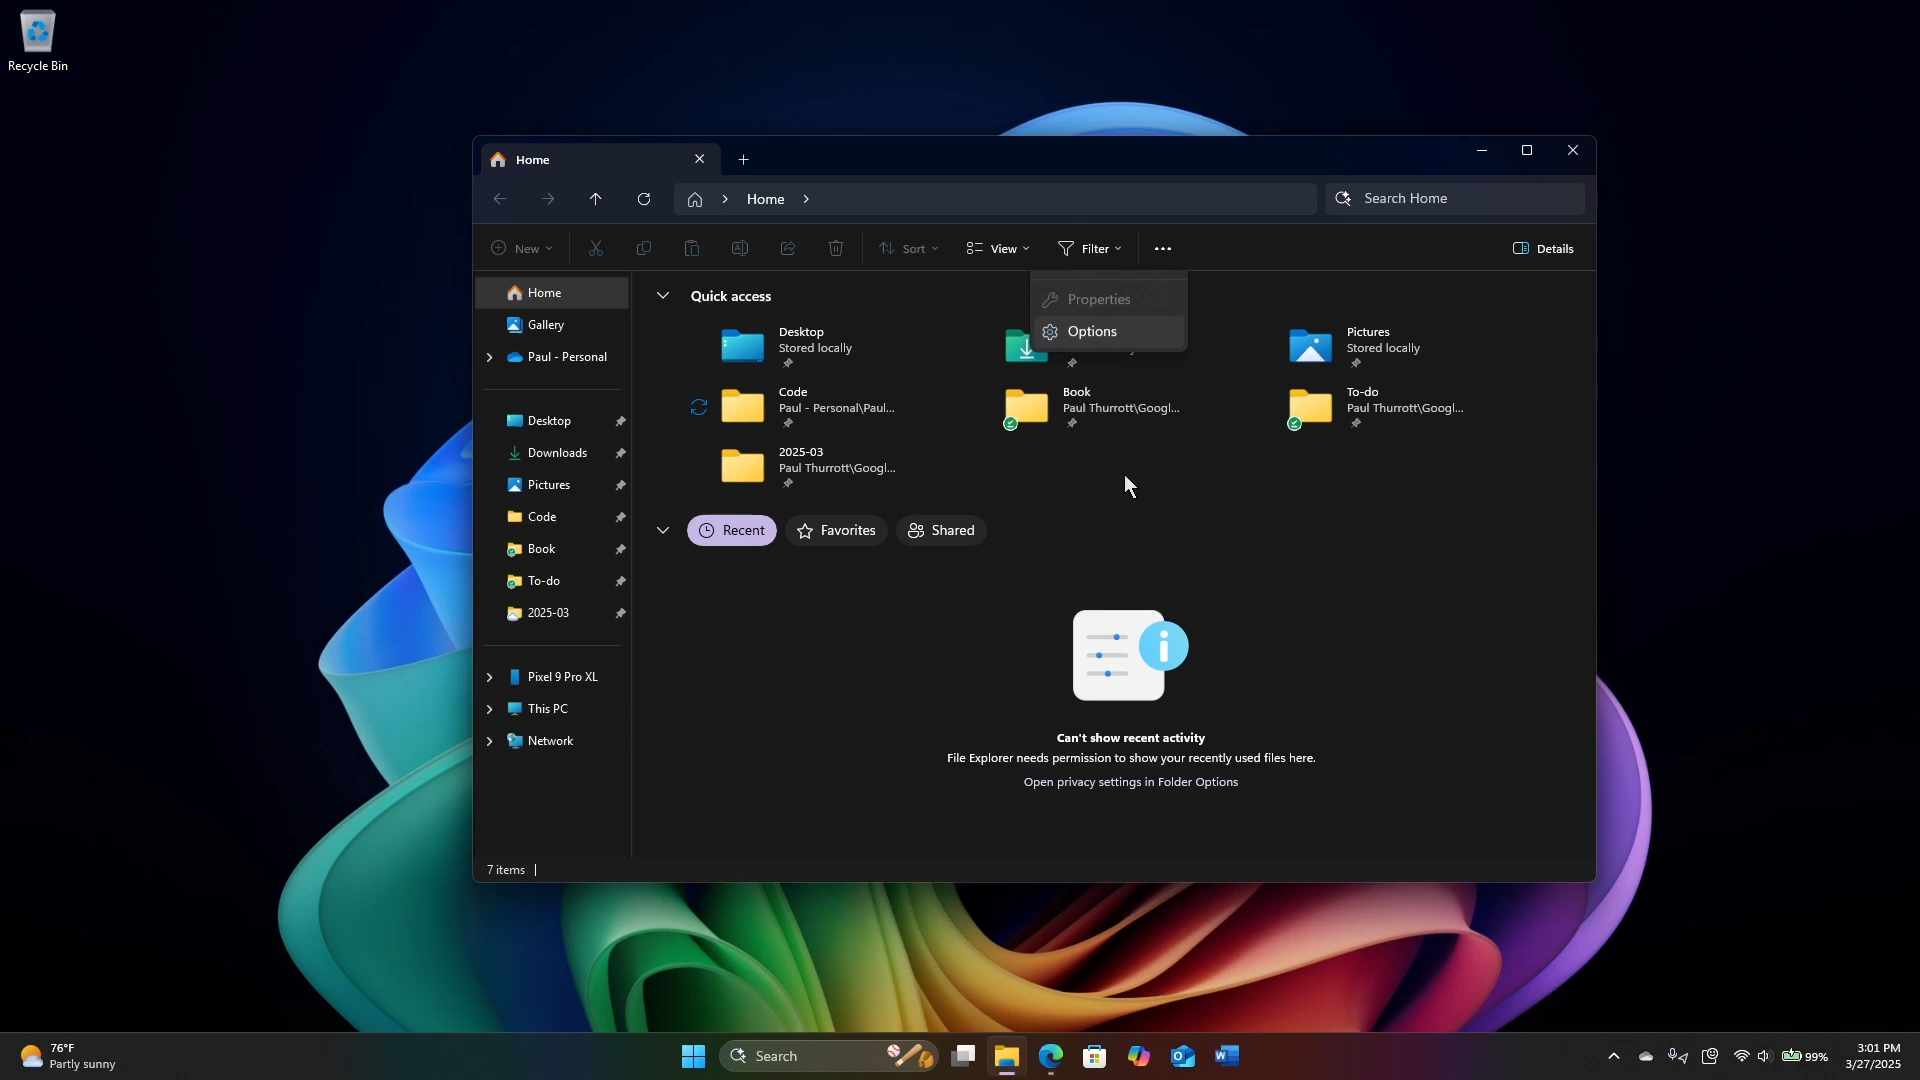 Recycle Bin
Home
Home
Search Home
New
Sort
View
Filter
Details
Home
Gallery
Paul - Personal
Desktop
Downloads
Pictures
Code
Book
To-do
2025-03
Pixel 9 Pro XL
This PC
Network
Quick access
Properties
Options
Desktop
Stored locally
Pictures
Stored locally
Code
Paul - Personal\Paul...
Book
Paul Thurrott\Googl...
To-do
Paul Thurrott\Googl...
2025-03
Paul Thurrott\Googl...
Recent
Favorites
Shared
Can't show recent activity
File Explorer needs permission to show your recently used files here.
Open privacy settings in Folder Options
7 items
76°F
Partly sunny
Search
99%
3:01 PM
3/27/2025